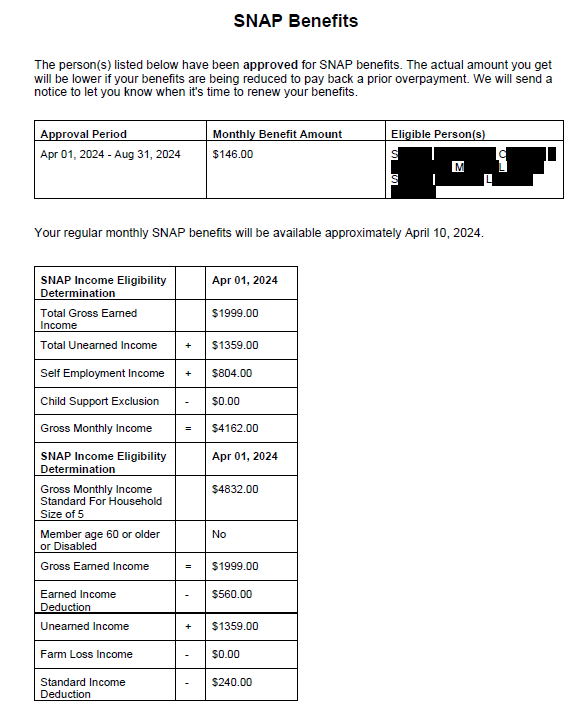 SNAP Benefits
The person(s) listed below have been approved for SNAP benefits. The actual amount you get
will be lower if your benefits are being reduced to pay back a prior overpayment. We will send a
notice to let you know when it's time to renew your benefits.
Approval Period Monthly Benefit Amount Eligible Person(s)
Apr 01, 2024 - Aug 31, 2024 $146.00 S C
M L
S L
Your regular monthly SNAP benefits will be available approximately April 10, 2024.
SNAP Income Eligibility Apr 01, 2024
Determination
Total Gross Earned $1999.00
Income
Total Unearned Income + $1359.00
Self Employment Income + $804.00
Child Support Exclusion - $0.00
Gross Monthly Income = $4162.00
SNAP Income Eligibility Apr 01, 2024
Determination
Gross Monthly Income $4832.00
Standard For Household
Size of 5
Member age 60 or older No
or Disabled
Gross Earned Income = $1999.00
Earned Income - $560.00
Deduction
Unearned Income + $1359.00
Farm Loss Income - $0.00
Standard Income - $240.00
Deduction